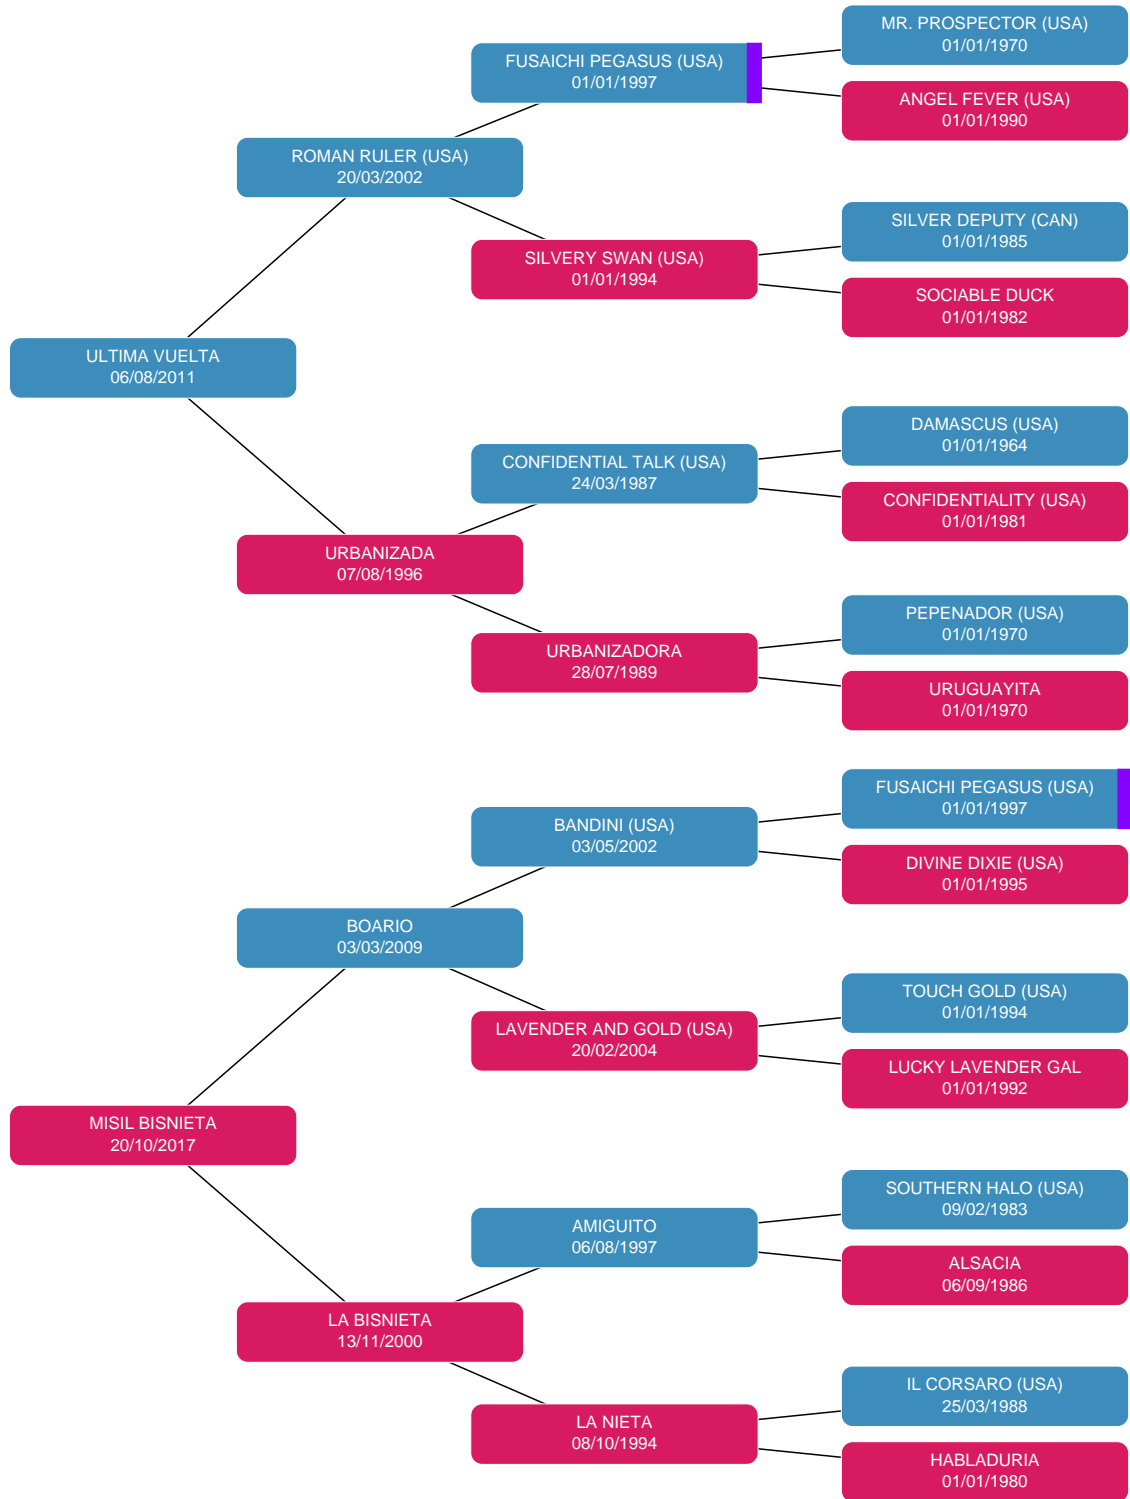 MR. PROSPECTOR (USA)
01/01/1970
FUSAICHI PEGASUS (USA)
01/01/1997
ANGEL FEVER (USA)
01/01/1990
ROMAN RULER (USA)
20/03/2002
SILVER DEPUTY (CAN)
01/01/1985
SILVERY SWAN (USA)
01/01/1994
SOCIABLE DUCK
01/01/1982
ULTIMA VUELTA
06/08/2011
DAMASCUS (USA)
01/01/1964
CONFIDENTIAL TALK (USA)
24/03/1987
CONFIDENTIALITY (USA)
01/01/1981
URBANIZADA
07/08/1996
PEPENADOR (USA)
01/01/1970
URBANIZADORA
28/07/1989
URUGUAYITA
01/01/1970
FUSAICHI PEGASUS (USA)
01/01/1997
BANDINI (USA)
03/05/2002
DIVINE DIXIE (USA)
01/01/1995
BOARIO
03/03/2009
TOUCH GOLD (USA)
01/01/1994
LAVENDER AND GOLD (USA)
20/02/2004
LUCKY LAVENDER GAL
01/01/1992
MISIL BISNIETA
20/10/2017
SOUTHERN HALO (USA)
09/02/1983
AMIGUITO
06/08/1997
ALSACIA
06/09/1986
LA BISNIETA
13/11/2000
IL CORSARO (USA)
25/03/1988
LA NIETA
08/10/1994
HABLADURIA
01/01/1980